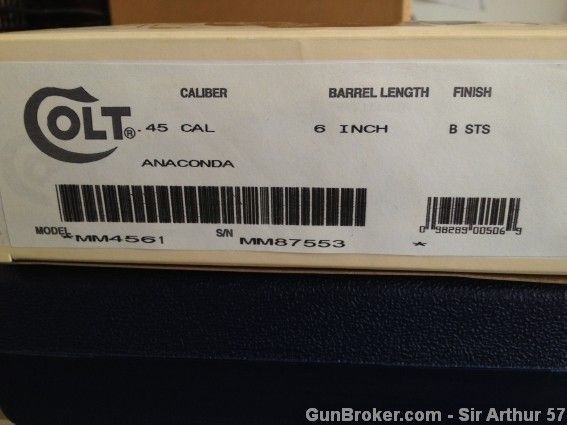 CALIBER BARREL LENGTH FINISH
COLT® .45 CAL 6 INCH B STS
ANACONDA
MODEL *MM4561 S/N MM87553
0 98289 00506 9
*
GunBroker.com - Sir Arthur 57